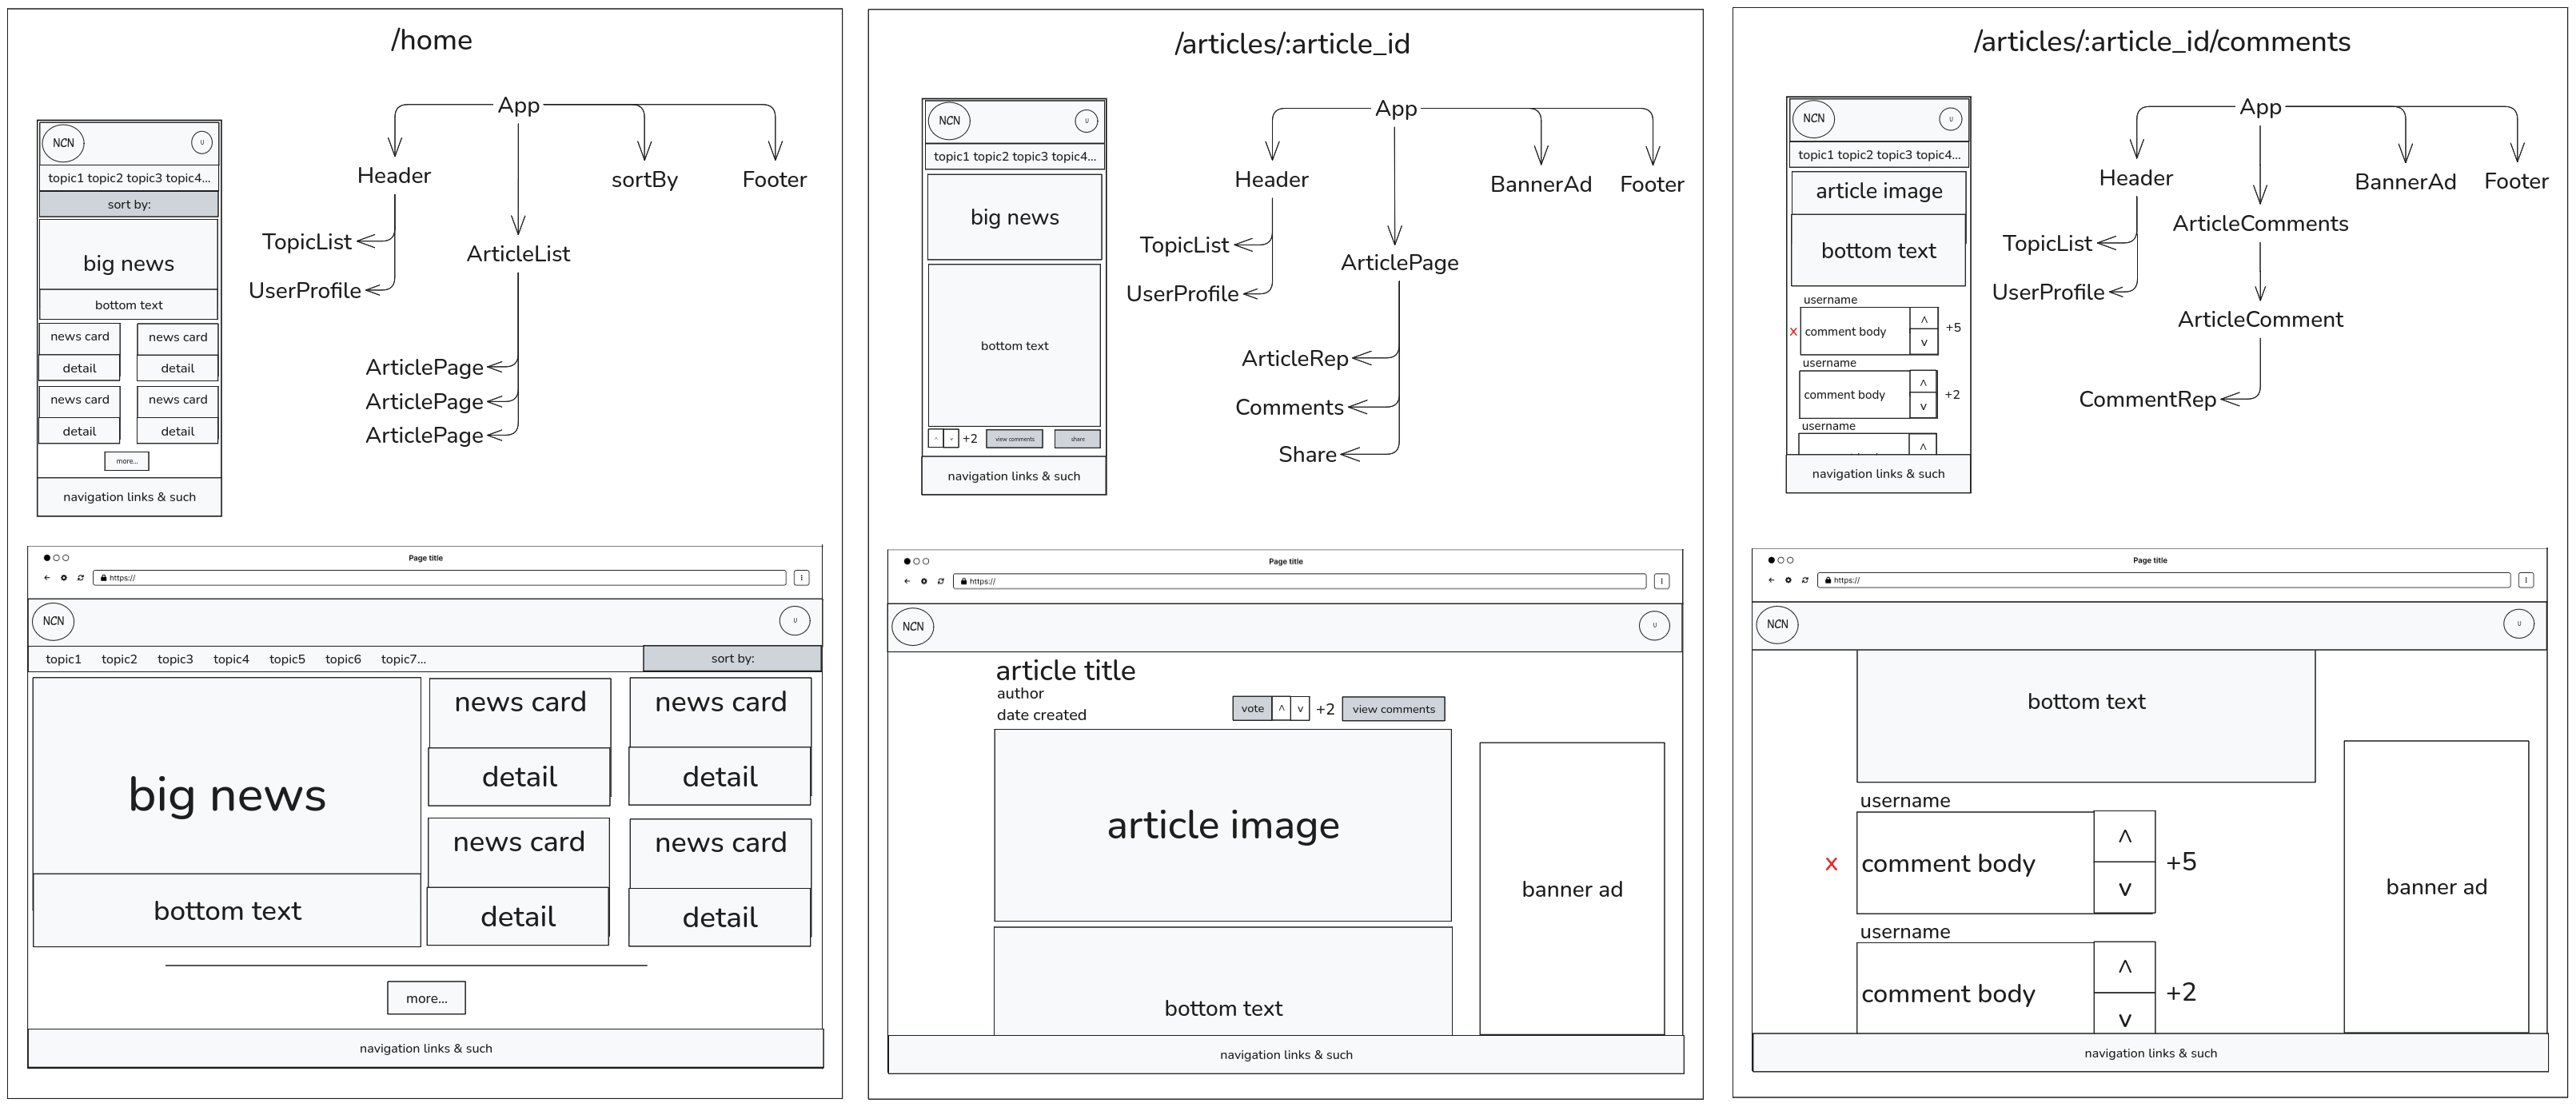 /home
App
Header
sortBy
Footer
TopicList
ArticleList
UserProfile
ArticlePage
ArticlePage
ArticlePage
NCN
U
topic1 topic2 topic3 topic4...
sort by:
big news
bottom text
news card
news card
detail
detail
news card
news card
detail
detail
more...
navigation links & such
Page title
https://
NCN
U
topic1 topic2 topic3 topic4 topic5 topic6 topic7...
sort by:
big news
bottom text
news card
news card
detail
detail
news card
news card
detail
detail
more...
navigation links & such
/articles/:article_id
App
Header
BannerAd
Footer
TopicList
ArticlePage
UserProfile
ArticleRep
Comments
Share
NCN
U
topic1 topic2 topic3 topic4...
big news
bottom text
^ v +2
view comments
share
navigation links & such
Page title
https://
NCN
U
article title
author
date created
vote ^ v +2 view comments
article image
banner ad
bottom text
navigation links & such
/articles/:article_id/comments
App
Header
BannerAd
Footer
ArticleComments
TopicList
UserProfile
ArticleComment
CommentRep
NCN
U
topic1 topic2 topic3 topic4...
article image
bottom text
username
x comment body ^ v +5
username
comment body ^ v +2
username
^
navigation links & such
Page title
https://
NCN
U
bottom text
username
x comment body ^ v +5
username
comment body ^ v +2
banner ad
navigation links & such